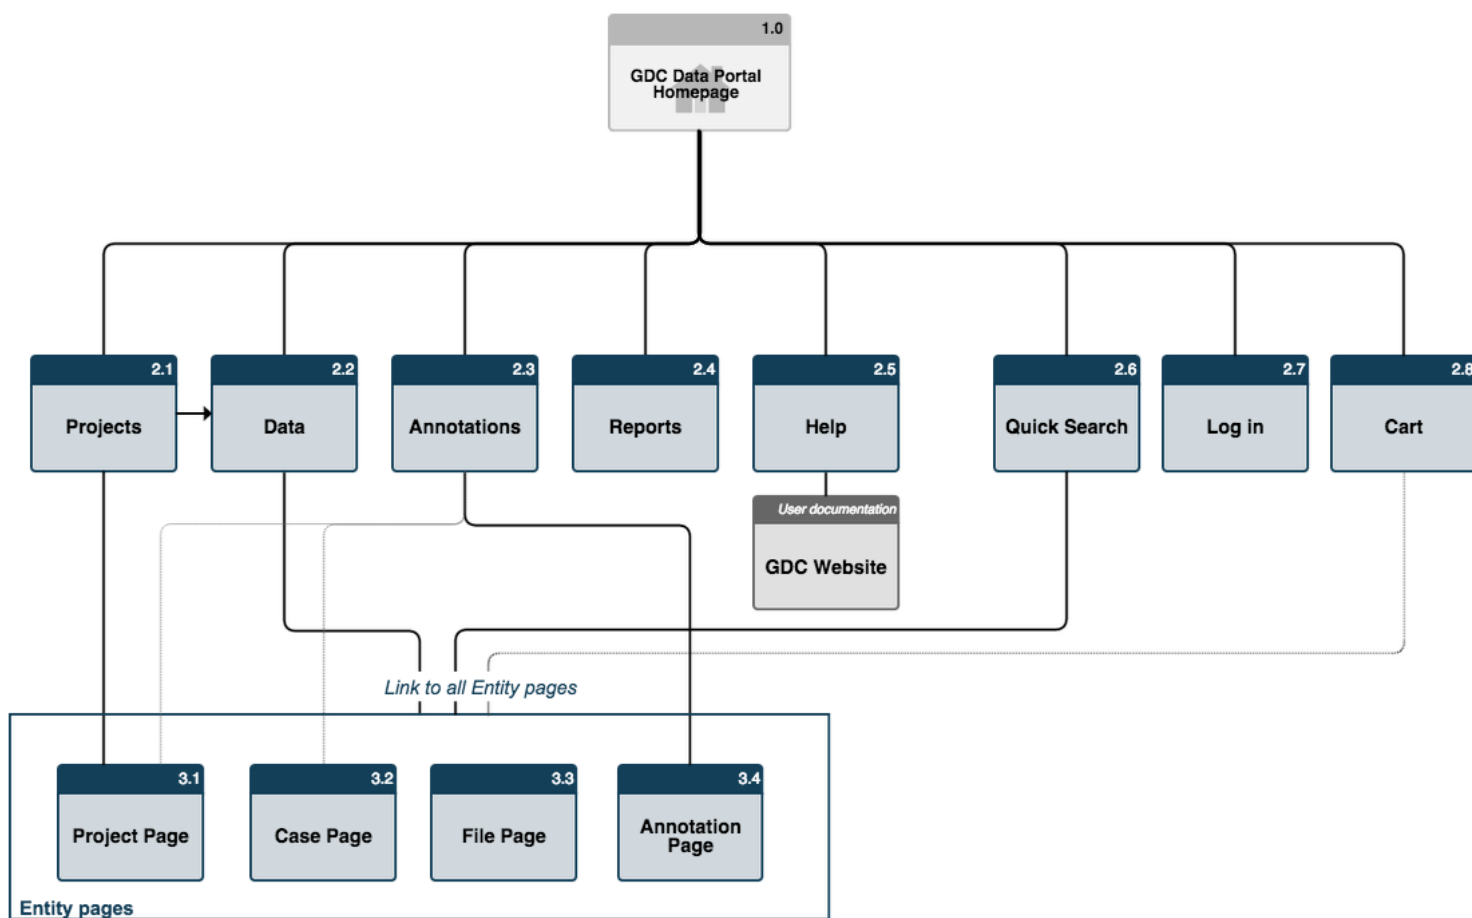 1.0
GDC Data Portal
Homepage
2.1
Projects
2.2
Data
2.3
Annotations
2.4
Reports
2.5
Help
2.6
Quick Search
2.7
Log in
2.8
Cart
User documentation
GDC Website
Link to all Entity pages
3.1
Project Page
3.2
Case Page
3.3
File Page
3.4
Annotation
Page
Entity pages